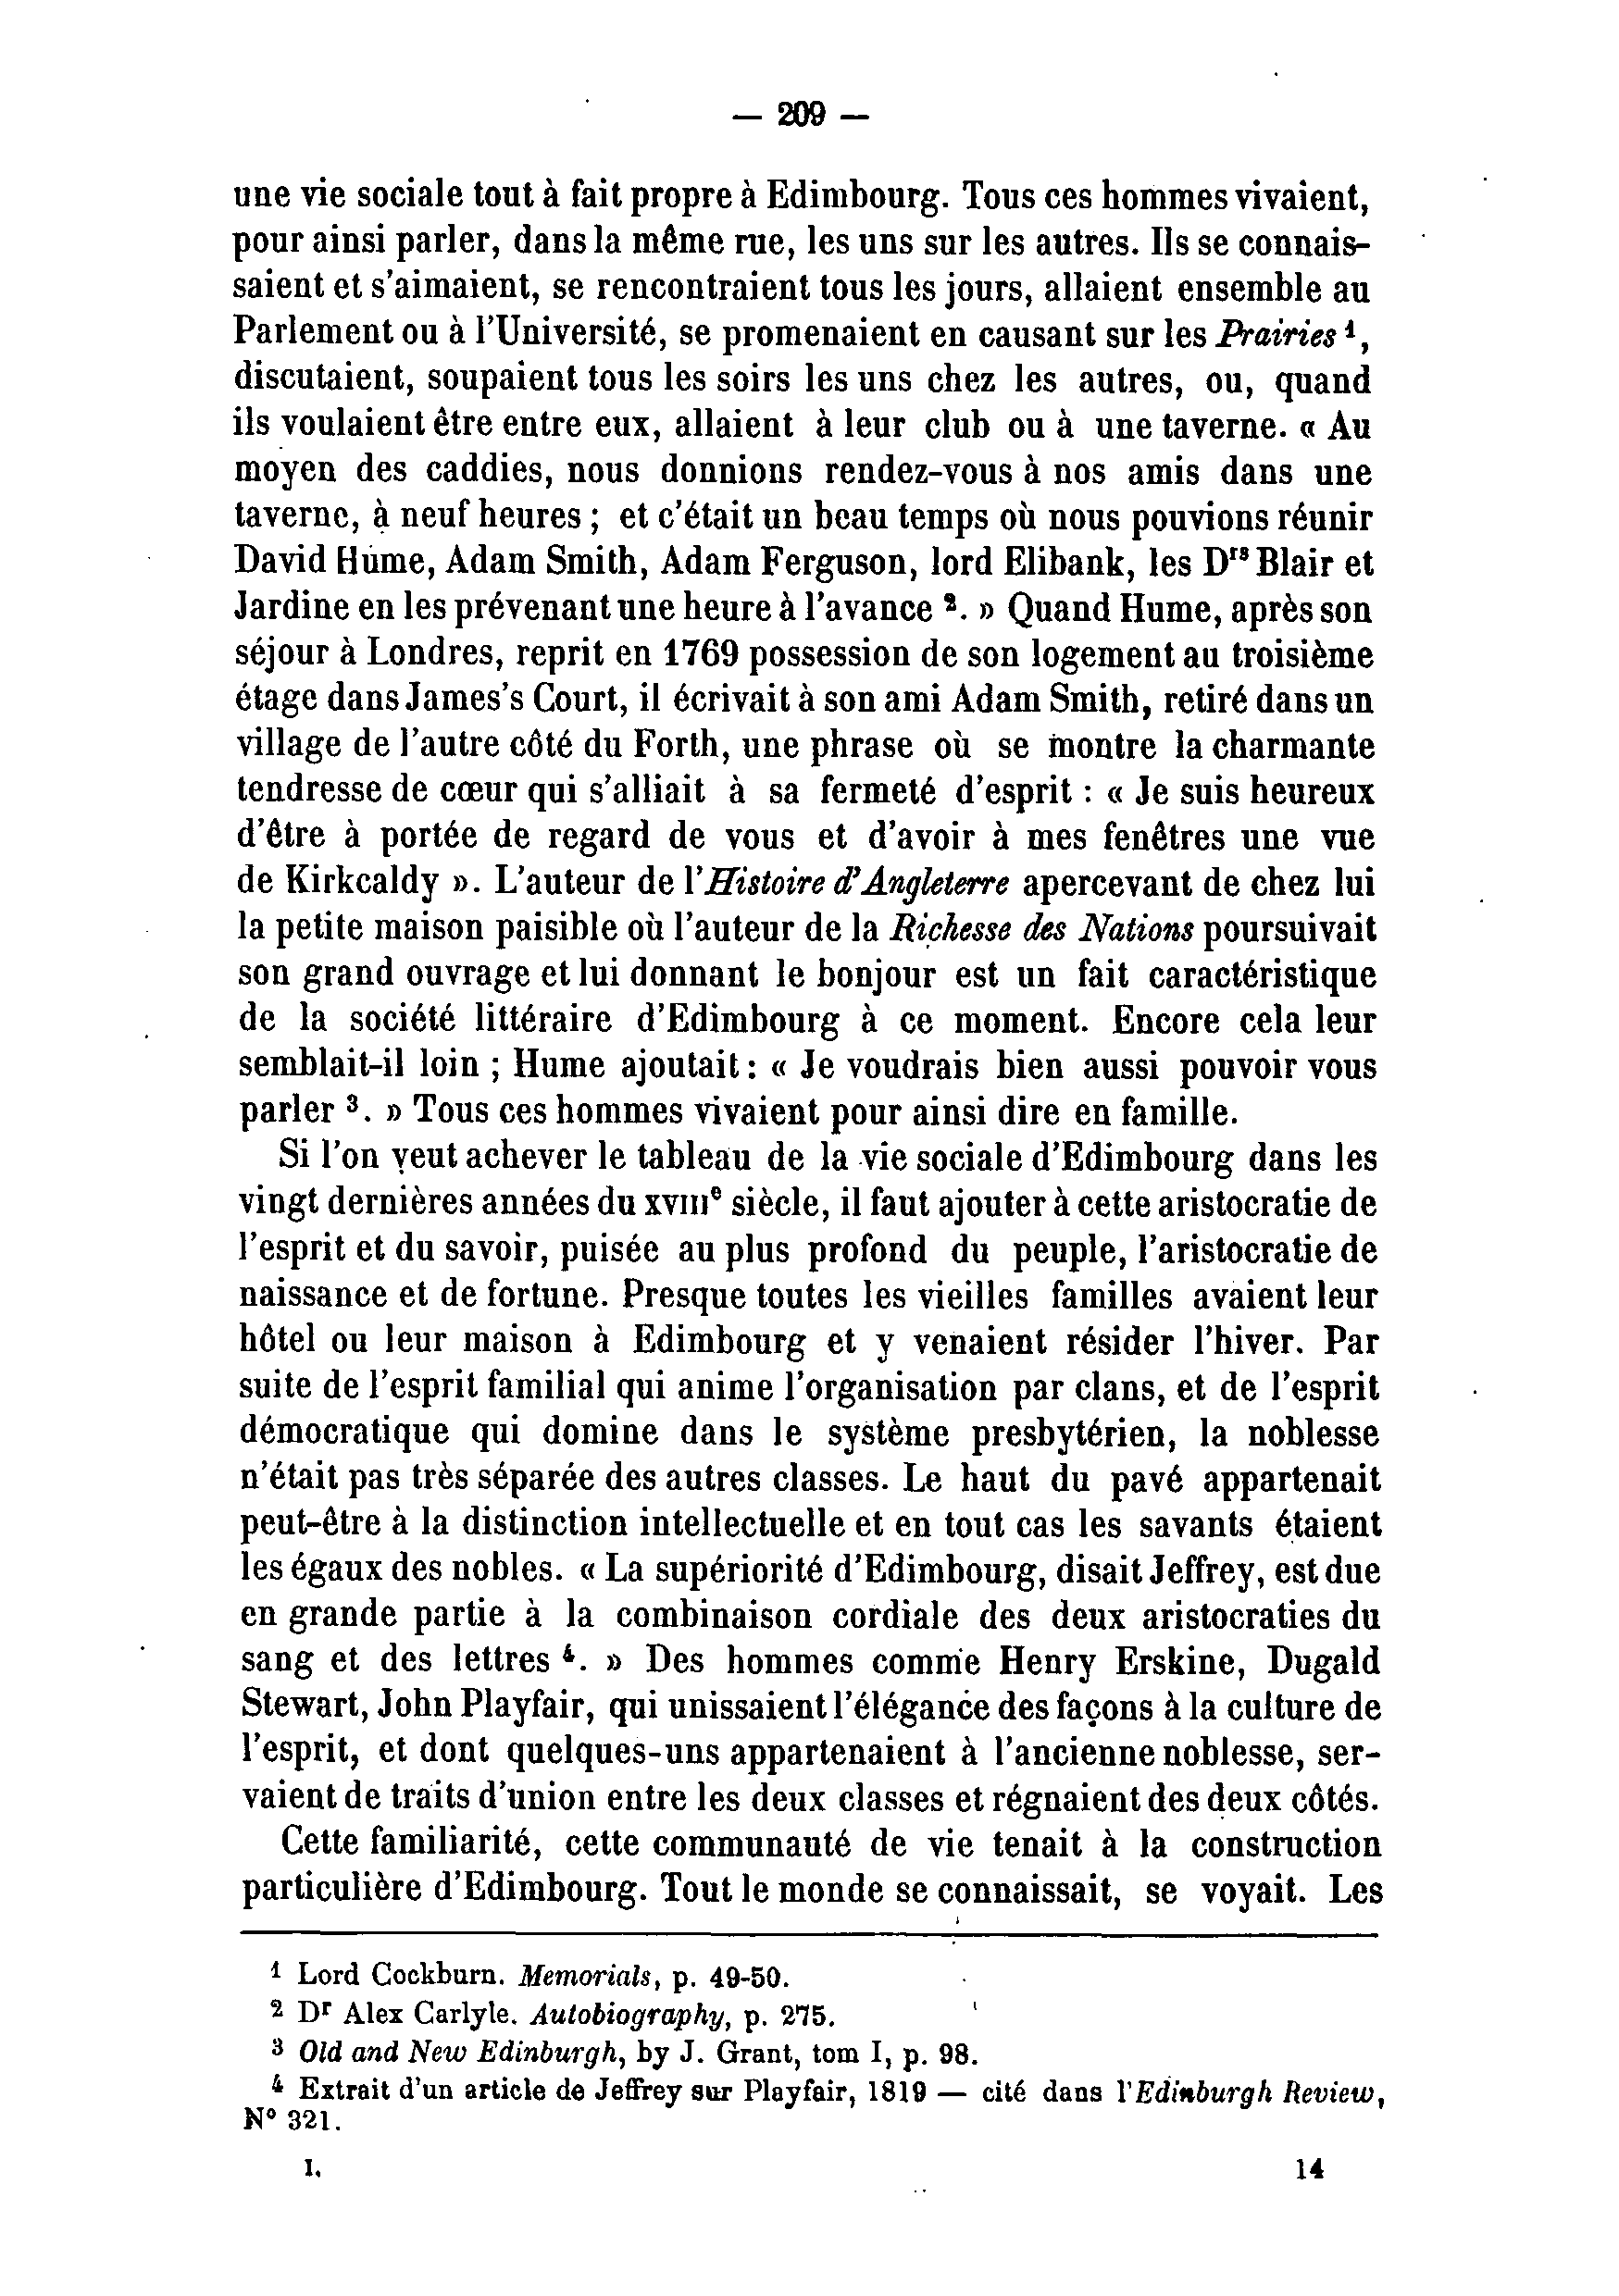 — 209 —
une vie sociale tout à fait propre à Edimbourg. Tous ces hommes vivaient,
pour ainsi parler, dans la même rue, les uns sur les autres. Ils se connais-
saient et s'aimaient, se rencontraient tous les jours, allaient ensemble au
Parlement ou à l'Université, se promenaient en causant sur les Prairies ¹,
discutaient, soupaient tous les soirs les uns chez les autres, ou, quand
ils voulaient être entre eux, allaient à leur club ou à une taverne. « Au
moyen des caddies, nous donnions rendez-vous à nos amis dans une
taverne, à neuf heures ; et c'était un beau temps où nous pouvions réunir
David Hume, Adam Smith, Adam Ferguson, lord Elibank, les Dʳˢ Blair et
Jardine en les prévenant une heure à l'avance ². » Quand Hume, après son
séjour à Londres, reprit en 1769 possession de son logement au troisième
étage dans James's Court, il écrivait à son ami Adam Smith, retiré dans un
village de l'autre côté du Forth, une phrase où se montre la charmante
tendresse de cœur qui s'alliait à sa fermeté d'esprit : « Je suis heureux
d'être à portée de regard de vous et d'avoir à mes fenêtres une vue
de Kirkcaldy ». L'auteur de l'Histoire d'Angleterre apercevant de chez lui
la petite maison paisible où l'auteur de la Richesse des Nations poursuivait
son grand ouvrage et lui donnant le bonjour est un fait caractéristique
de la société littéraire d'Edimbourg à ce moment. Encore cela leur
semblait-il loin ; Hume ajoutait : « Je voudrais bien aussi pouvoir vous
parler ³. » Tous ces hommes vivaient pour ainsi dire en famille.
Si l'on veut achever le tableau de la vie sociale d'Edimbourg dans les
vingt dernières années du XVIIIᵉ siècle, il faut ajouter à cette aristocratie de
l'esprit et du savoir, puisée au plus profond du peuple, l'aristocratie de
naissance et de fortune. Presque toutes les vieilles familles avaient leur
hôtel ou leur maison à Edimbourg et y venaient résider l'hiver. Par
suite de l'esprit familial qui anime l'organisation par clans, et de l'esprit
démocratique qui domine dans le système presbytérien, la noblesse
n'était pas très séparée des autres classes. Le haut du pavé appartenait
peut-être à la distinction intellectuelle et en tout cas les savants étaient
les égaux des nobles. « La supériorité d'Edimbourg, disait Jeffrey, est due
en grande partie à la combinaison cordiale des deux aristocraties du
sang et des lettres ⁴. » Des hommes comme Henry Erskine, Dugald
Stewart, John Playfair, qui unissaient l'élégance des façons à la culture de
l'esprit, et dont quelques-uns appartenaient à l'ancienne noblesse, ser-
vaient de traits d'union entre les deux classes et régnaient des deux côtés.
Cette familiarité, cette communauté de vie tenait à la construction
particulière d'Edimbourg. Tout le monde se connaissait, se voyait. Les
¹ Lord Cockburn. Memorials, p. 49-50.
² Dʳ Alex Carlyle. Autobiography, p. 275.
³ Old and New Edinburgh, by J. Grant, tom I, p. 98.
⁴ Extrait d'un article de Jeffrey sur Playfair, 1819 — cité dans l'Edinburgh Review,
N° 321.
I. 14